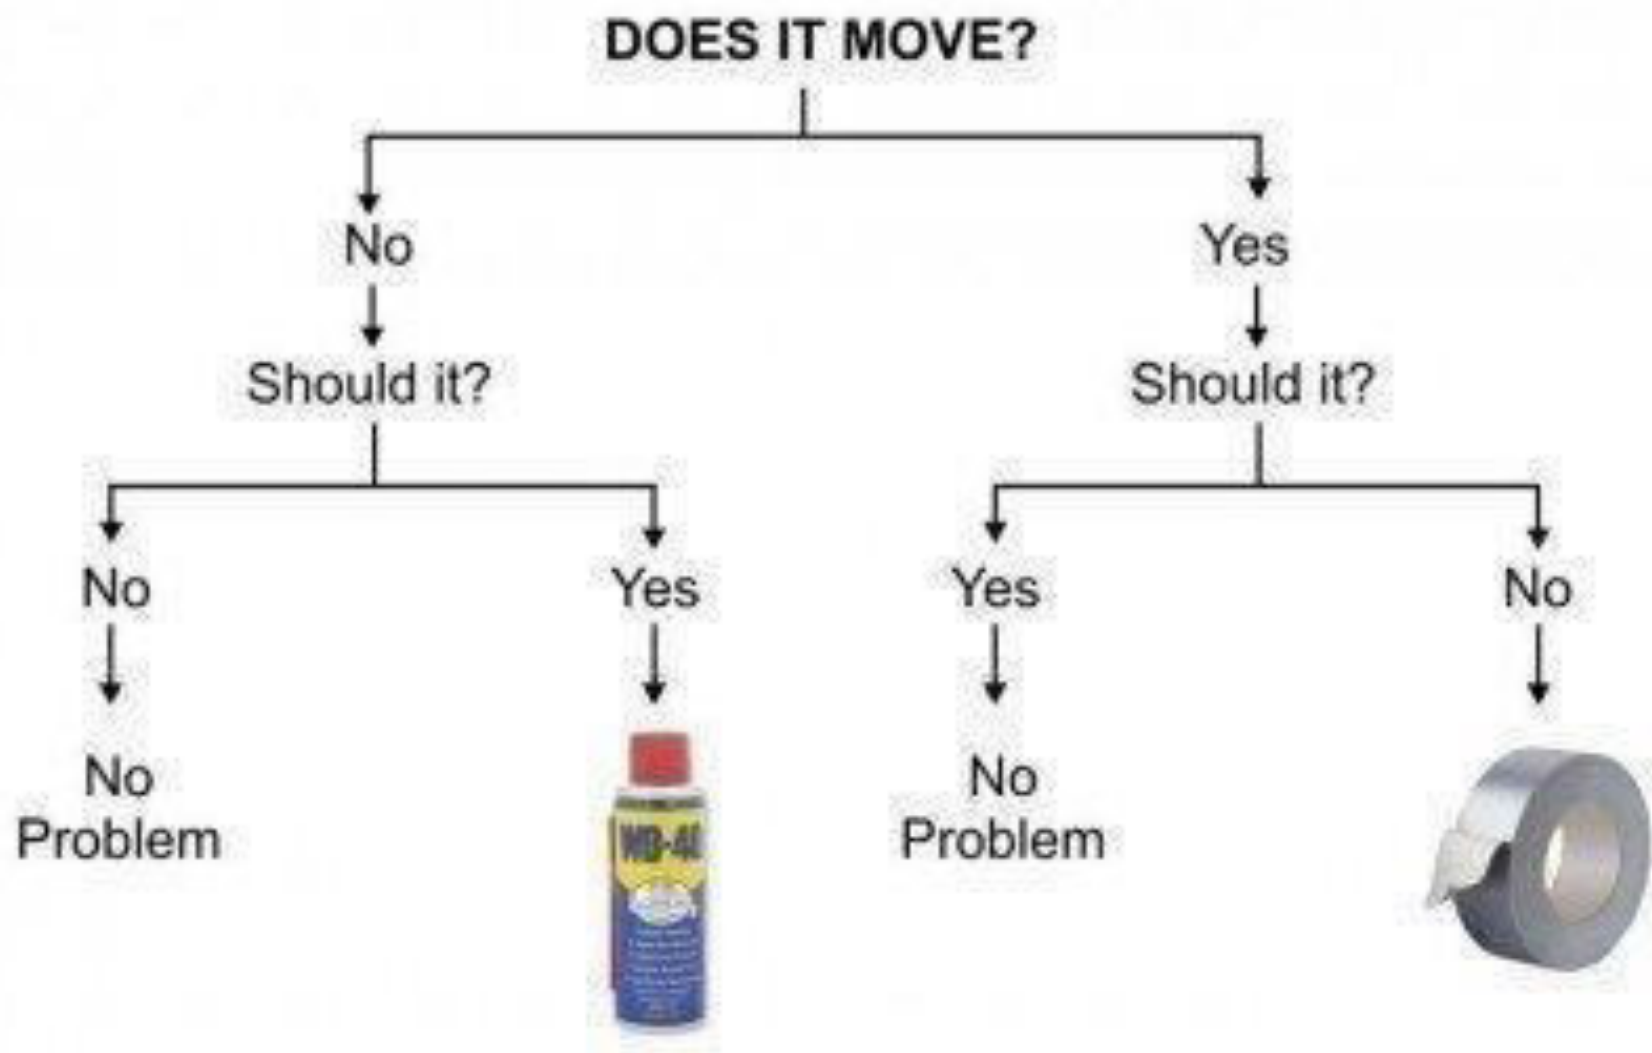 DOES IT MOVE?
No
Yes
Should it?
Should it?
No
Yes
Yes
No
No
Problem
No
Problem
WD-40